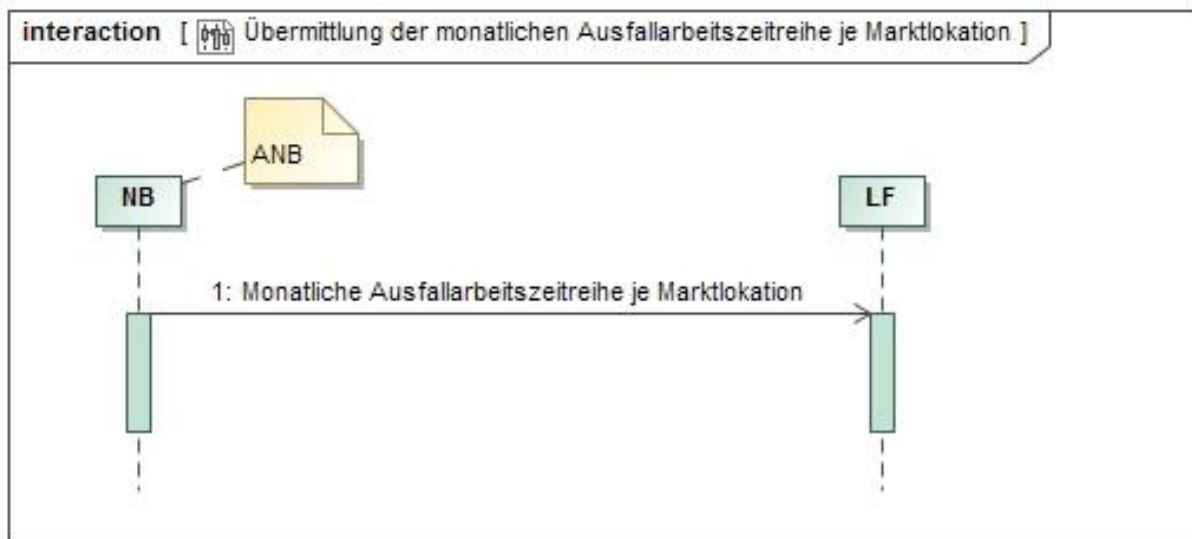 interaction [ Übermittlung der monatlichen Ausfallarbeitszeitreihe je Marktlokation ]
ANB
NB
LF
1: Monatliche Ausfallarbeitszeitreihe je Marktlokation